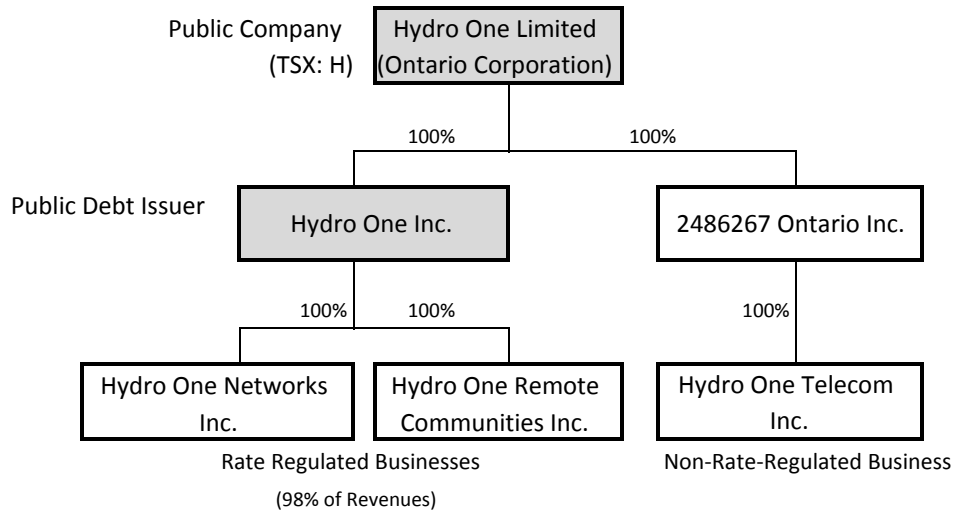 Public Company
(TSX: H)
Hydro One Limited
(Ontario Corporation)
100%
100%
Public Debt Issuer
Hydro One Inc.
2486267 Ontario Inc.
100%
100%
100%
Hydro One Networks
Inc.
Hydro One Remote
Communities Inc.
Hydro One Telecom
Inc.
Rate Regulated Businesses
(98% of Revenues)
Non-Rate-Regulated Business